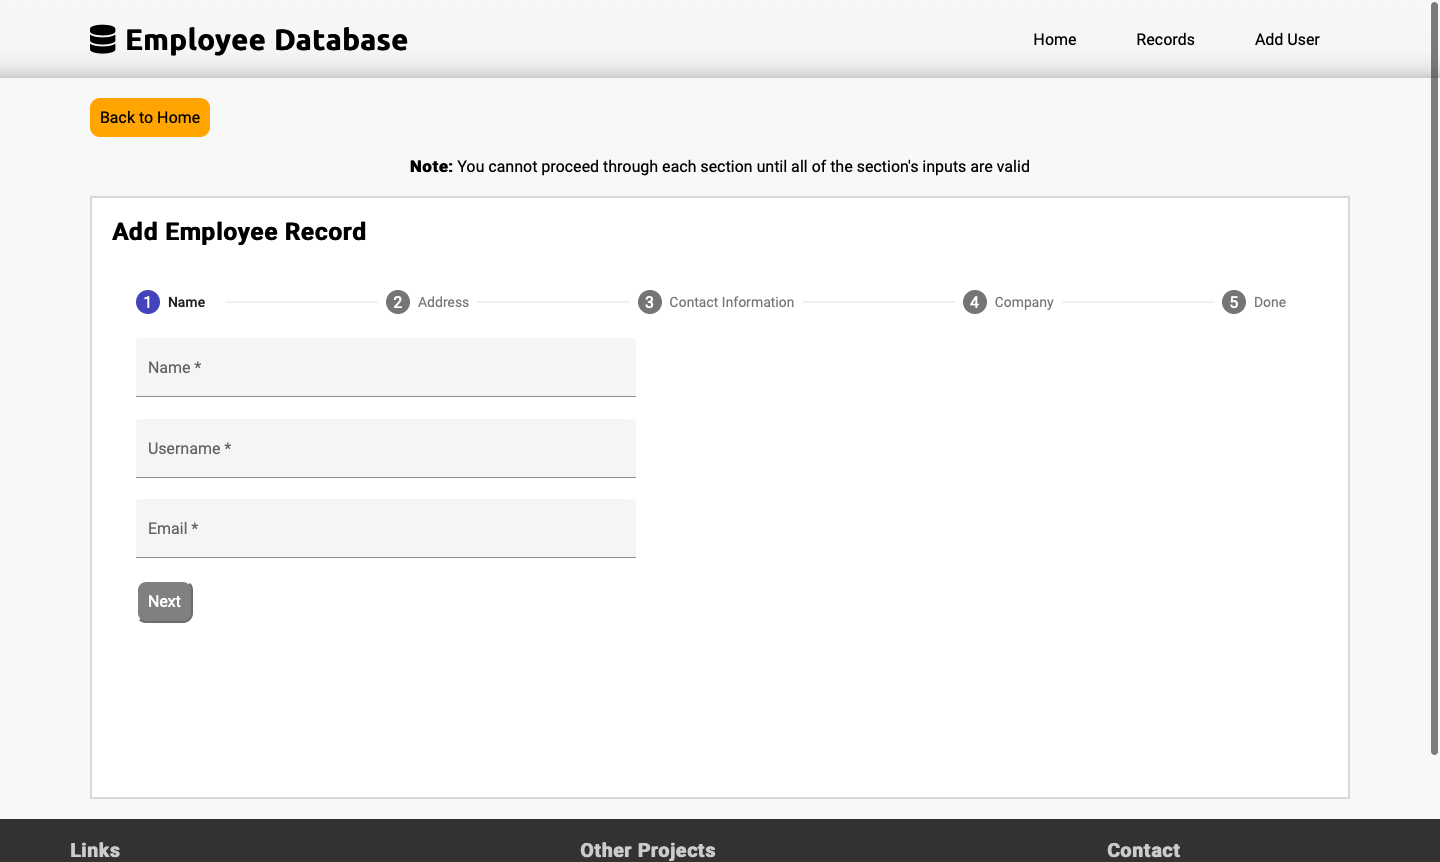 Employee Database
Home
Records
Add User
Back to Home
Note: You cannot proceed through each section until all of the section's inputs are valid
Add Employee Record
1 Name
2 Address
3 Contact Information
4 Company
5 Done
Name *
Username *
Email *
Next
Links
Other Projects
Contact